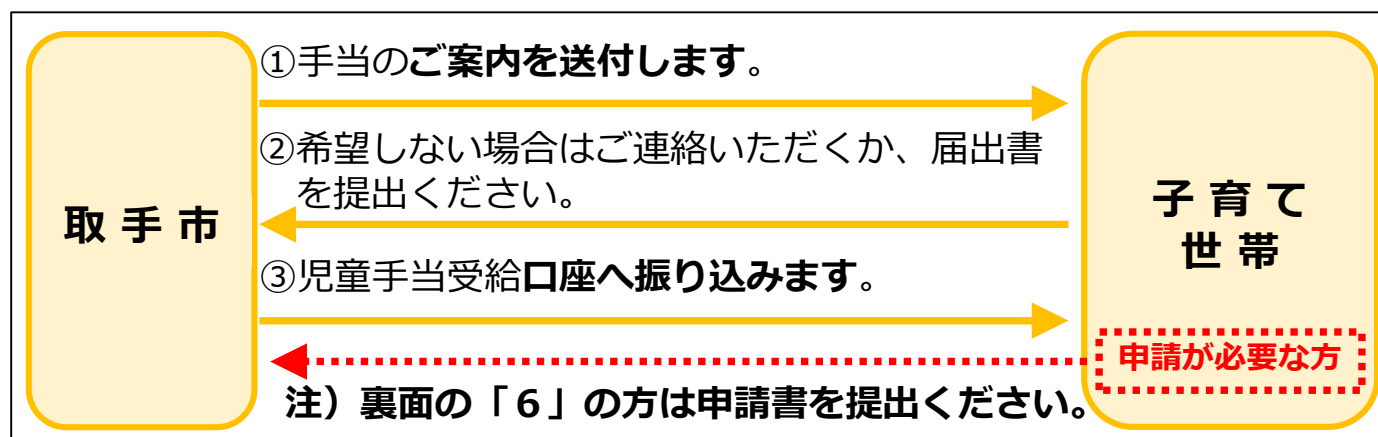 取手市
①手当のご案内を送付します。
②希望しない場合はご連絡いただくか、届出書
を提出ください。
③児童手当受給口座へ振り込みます。
子育て
世帯
申請が必要な方
注）裏面の「６」の方は申請書を提出ください。